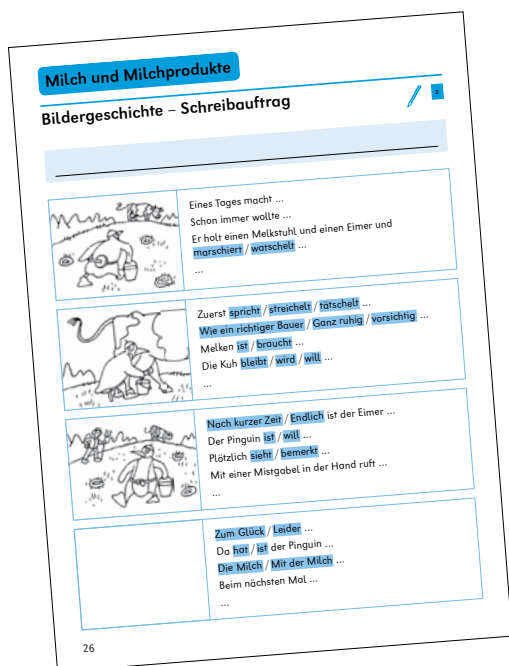 Milch und Milchprodukte
Bildergeschichte – Schreibauftrag
z
Eines Tages macht ...
Schon immer wollte ...
Er holt einen Melkstuhl und einen Eimer und
marschiert / watschelt ...
...
Zuerst spricht / streichelt / tätschelt ...
Wie ein richtiger Bauer / Ganz ruhig / vorsichtig ...
Melken ist / braucht ...
Die Kuh bleibt / wird / will ...
...
Nach kurzer Zeit / Endlich ist der Eimer ...
Der Pinguin ist / will ...
Plötzlich sieht / bemerkt ...
Mit einer Mistgabel in der Hand ruft ...
...
Zum Glück / Leider ...
Da hat / ist der Pinguin ...
Die Milch / Mit der Milch ...
Beim nächsten Mal ...
...
26